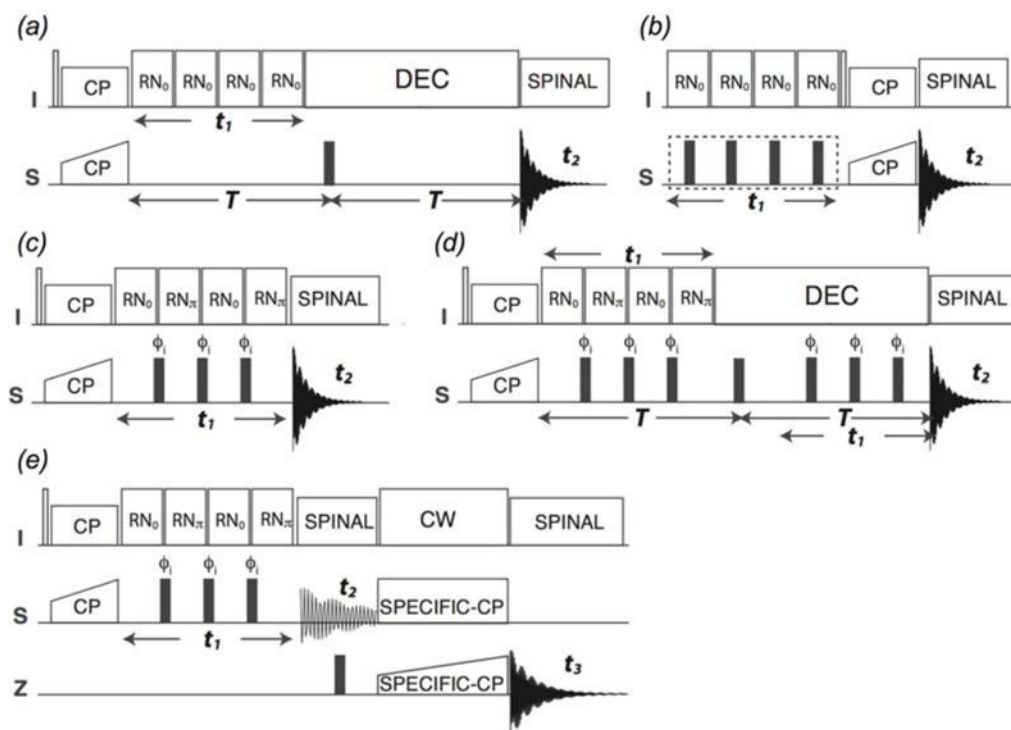 (a) (b)
I CP RN₀ RN₀ RN₀ RN₀ DEC SPINAL
t₁
S CP T T t₂
I RN₀ RN₀ RN₀ RN₀ CP SPINAL
S t₁ CP t₂
(c) (d)
I CP RN₀ RNπ RN₀ RNπ SPINAL
ϕᵢ ϕᵢ ϕᵢ
S CP t₁ t₂
t₁
I CP RN₀ RNπ RN₀ RNπ DEC SPINAL
ϕᵢ ϕᵢ ϕᵢ ϕᵢ ϕᵢ ϕᵢ
S CP T T t₂
t₁
(e)
I CP RN₀ RNπ RN₀ RNπ SPINAL CW SPINAL
ϕᵢ ϕᵢ ϕᵢ
S CP t₂ SPECIFIC-CP
t₁
Z SPECIFIC-CP t₃